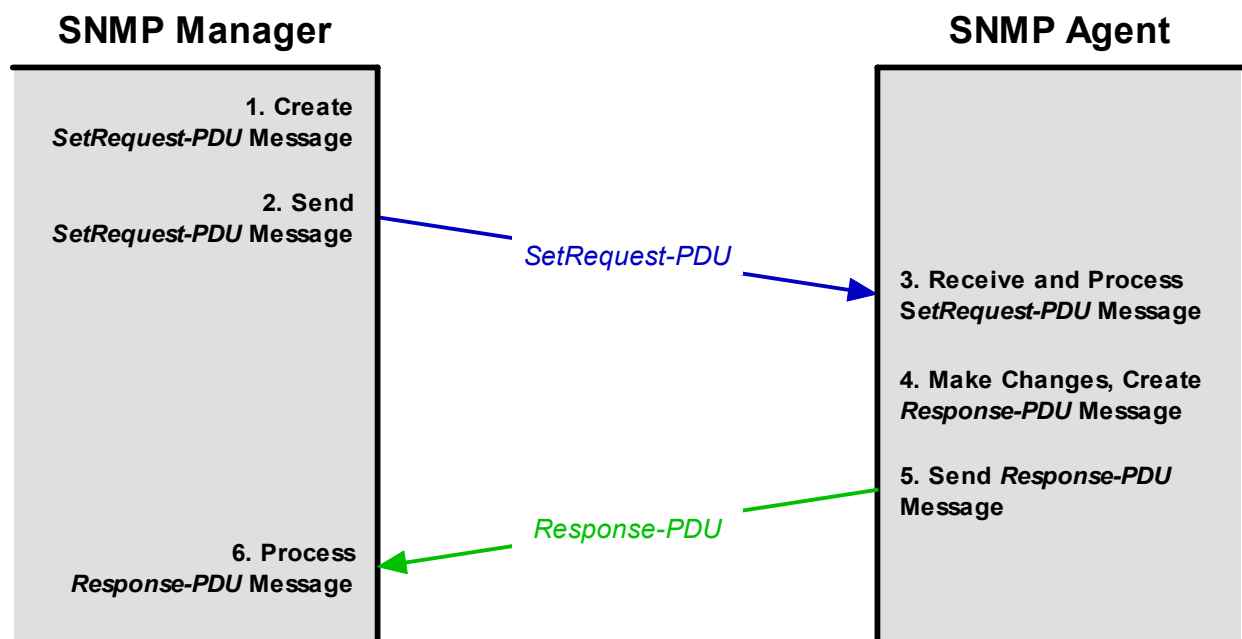 SNMP Manager
SNMP Agent
1. Create
SetRequest-PDU Message
2. Send
SetRequest-PDU Message
SetRequest-PDU
3. Receive and Process
SetRequest-PDU Message
4. Make Changes, Create
Response-PDU Message
5. Send Response-PDU
Message
Response-PDU
6. Process
Response-PDU Message